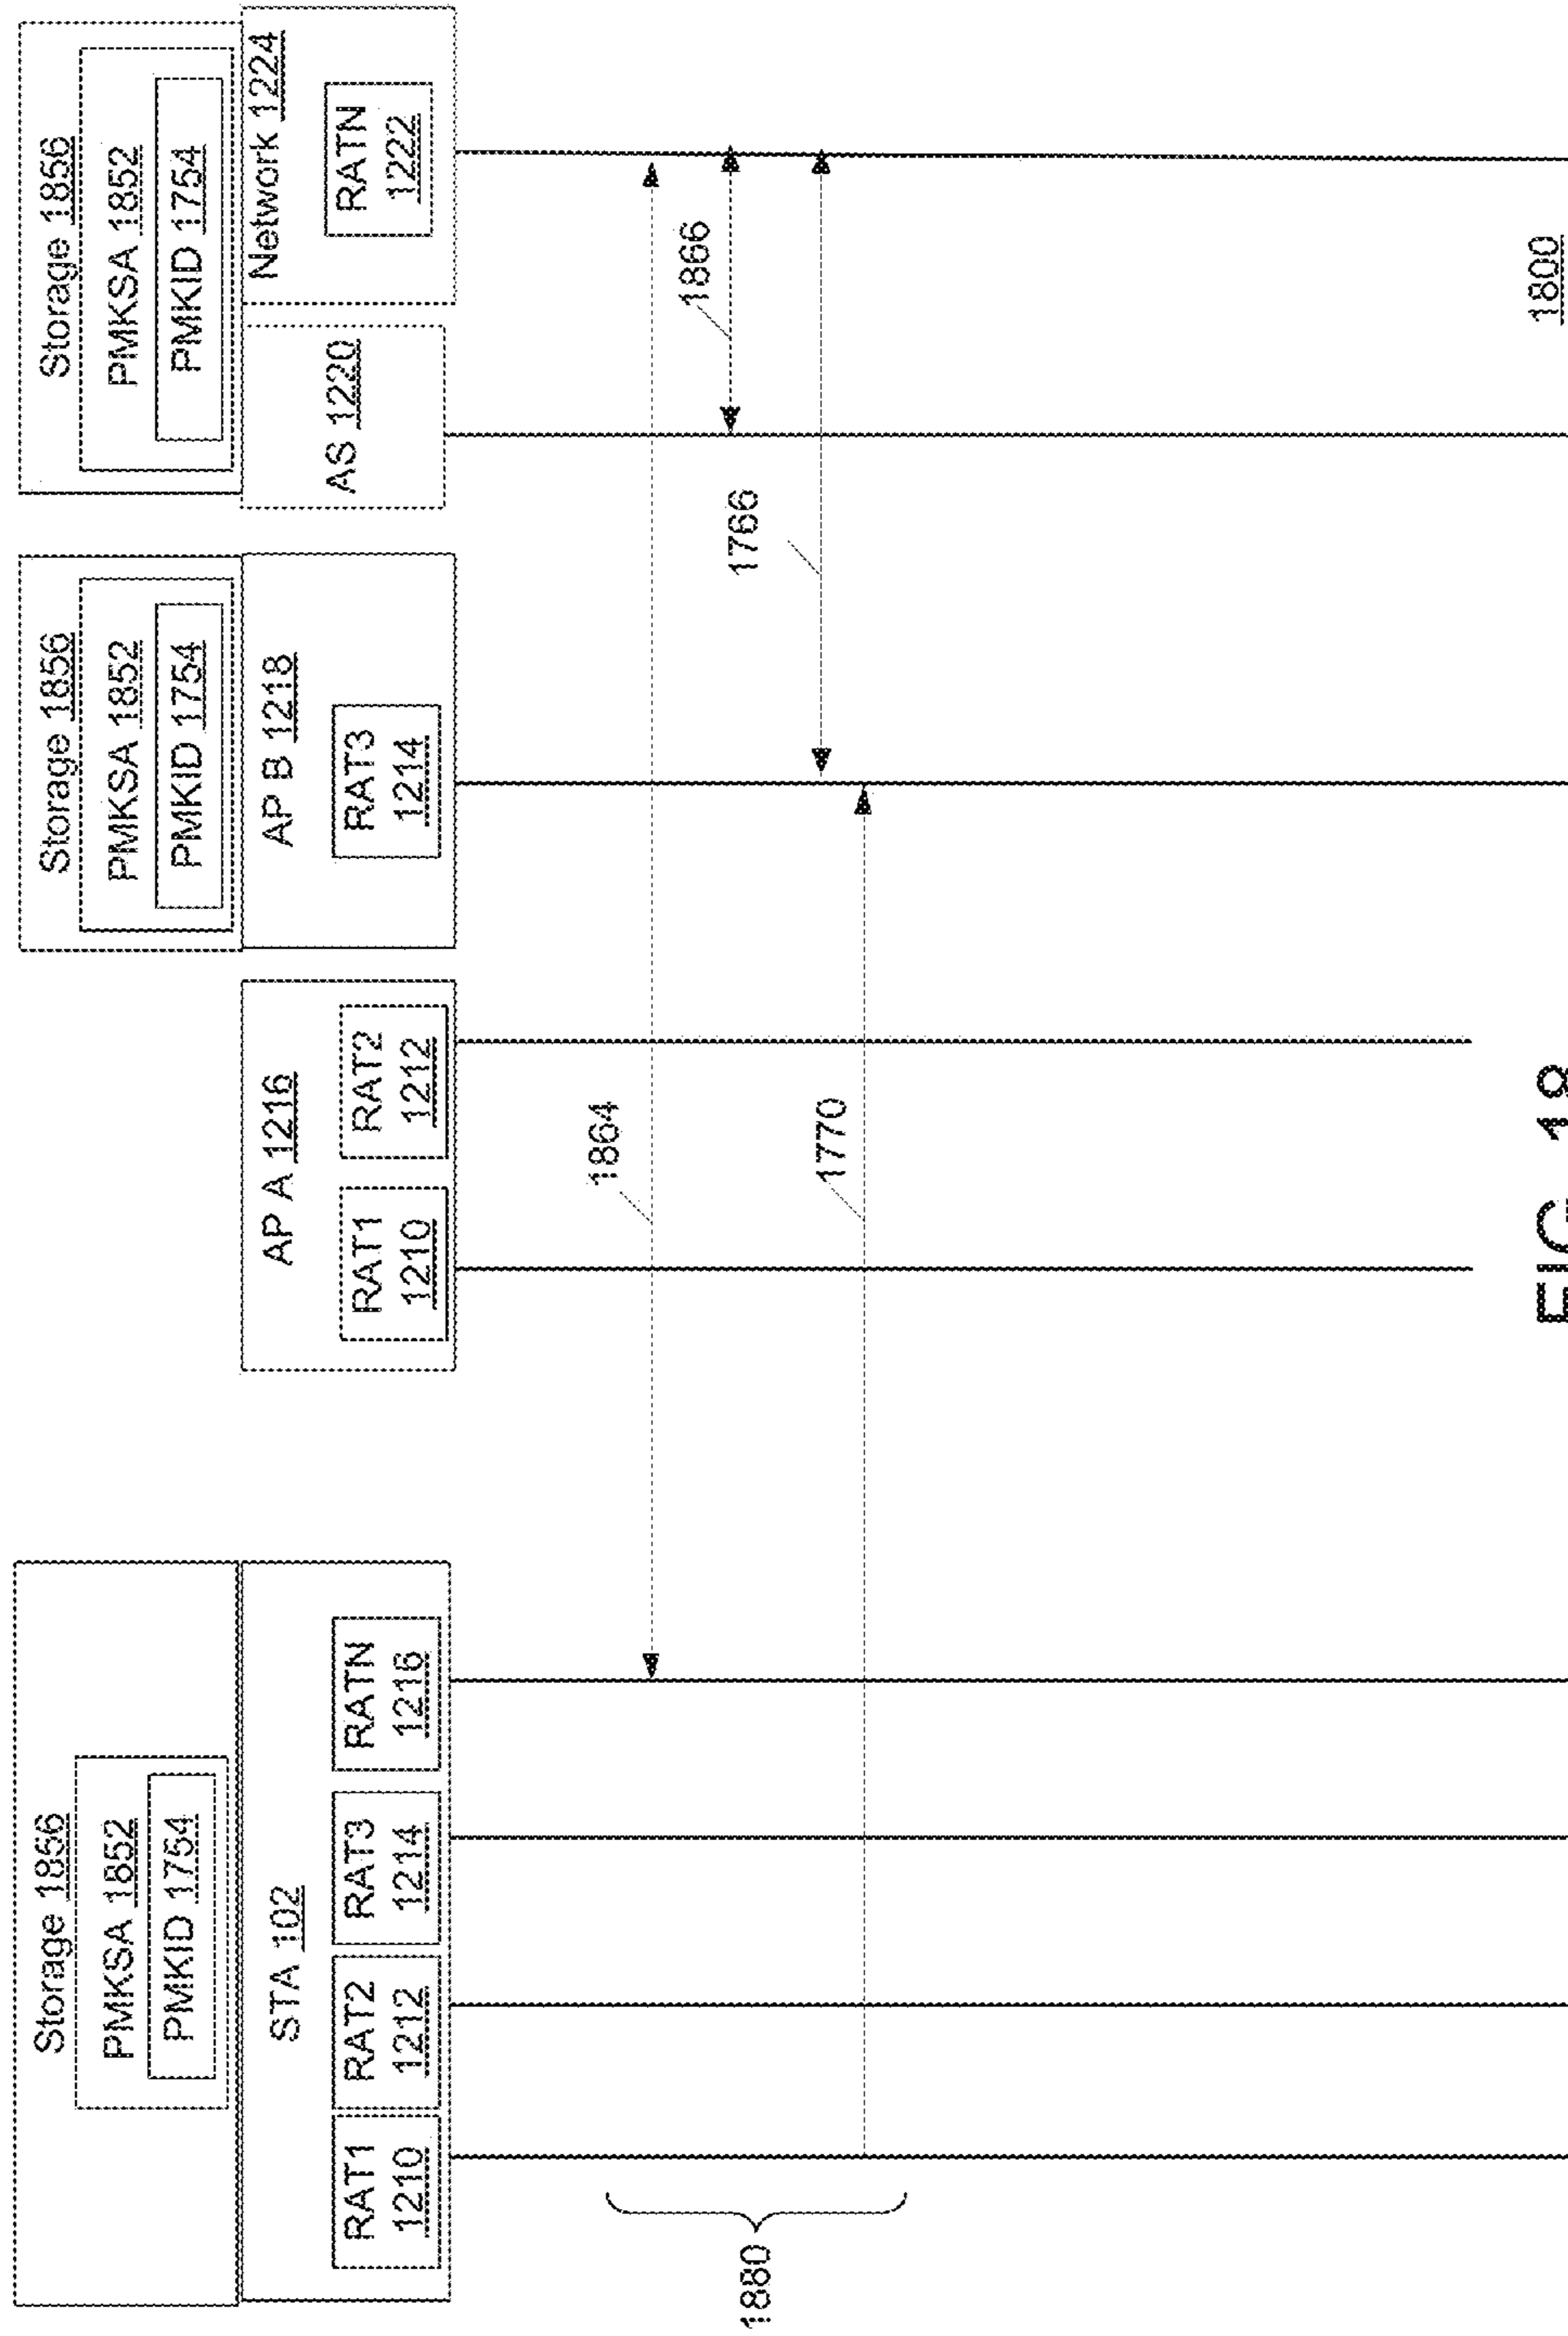 Storage 1856
PMKSA 1852
PMKID 1754
STA 102
RAT1
1210
RAT2
1212
RAT3
1214
RATN
1216
AP A 1216
RAT1
1210
RAT2
1212
Storage 1856
PMKSA 1852
PMKID 1754
AP B 1218
RAT3
1214
Storage 1856
PMKSA 1852
PMKID 1754
AS 1220
Network 1224
RATN
1222
1864
1866
1766
1770
1880
1800
FIG. 18